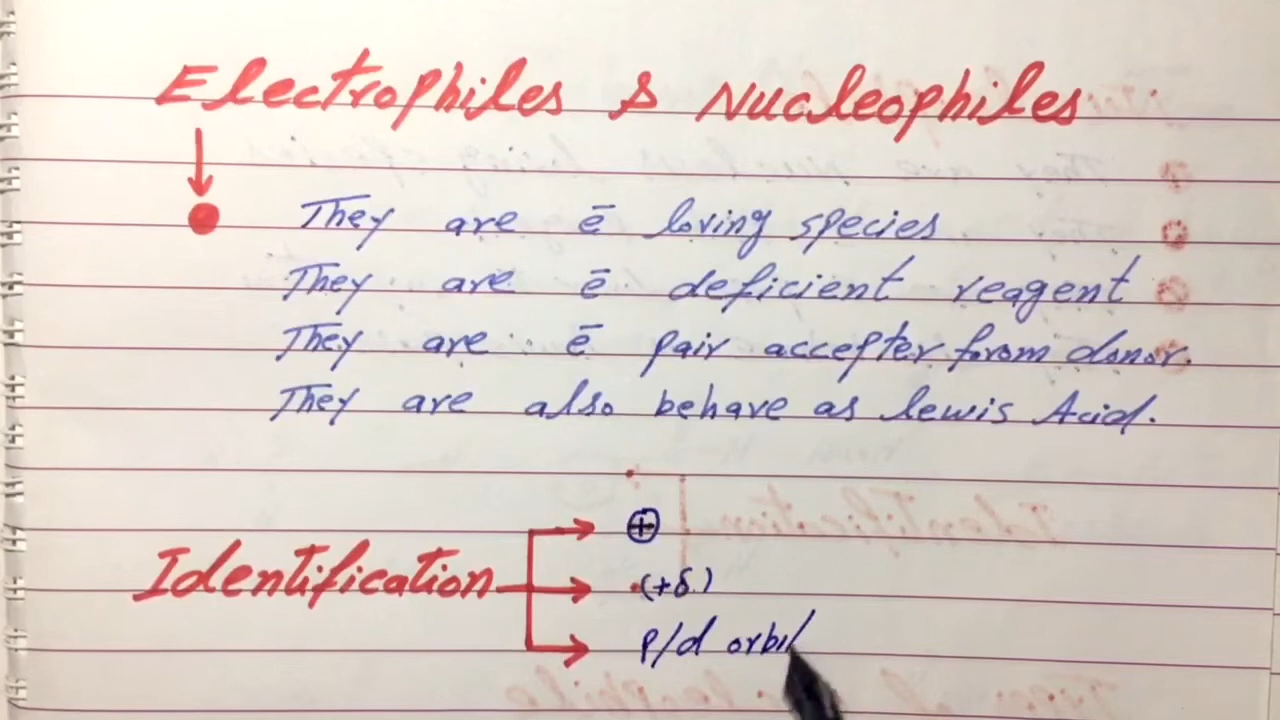 Electrophiles & Nucleophiles
They are ē loving species
They are ē deficient reagent
They are ē pair accepter forom donor.
They are also behave as lewis Acid.
Identification
⊕
(+δ)
P/d orbi